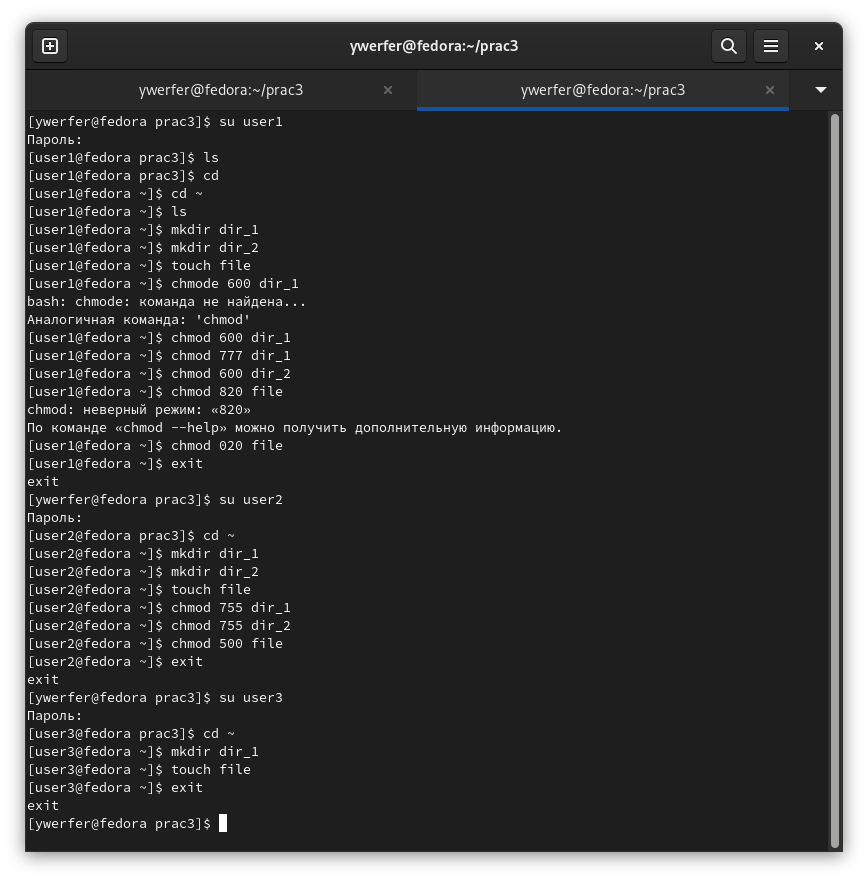 ywerfer@fedora:~/prac3
ywerfer@fedora:~/prac3
ywerfer@fedora:~/prac3
[ywerfer@fedora prac3]$ su user1
Пароль:
[user1@fedora prac3]$ ls
[user1@fedora prac3]$ cd
[user1@fedora ~]$ cd ~
[user1@fedora ~]$ ls
[user1@fedora ~]$ mkdir dir_1
[user1@fedora ~]$ mkdir dir_2
[user1@fedora ~]$ touch file
[user1@fedora ~]$ chmode 600 dir_1
bash: chmode: команда не найдена...
Аналогичная команда: 'chmod'
[user1@fedora ~]$ chmod 600 dir_1
[user1@fedora ~]$ chmod 777 dir_1
[user1@fedora ~]$ chmod 600 dir_2
[user1@fedora ~]$ chmod 820 file
chmod: неверный режим: «820»
По команде «chmod --help» можно получить дополнительную информацию.
[user1@fedora ~]$ chmod 020 file
[user1@fedora ~]$ exit
exit
[ywerfer@fedora prac3]$ su user2
Пароль:
[user2@fedora prac3]$ cd ~
[user2@fedora ~]$ mkdir dir_1
[user2@fedora ~]$ mkdir dir_2
[user2@fedora ~]$ touch file
[user2@fedora ~]$ chmod 755 dir_1
[user2@fedora ~]$ chmod 755 dir_2
[user2@fedora ~]$ chmod 500 file
[user2@fedora ~]$ exit
exit
[ywerfer@fedora prac3]$ su user3
Пароль:
[user3@fedora prac3]$ cd ~
[user3@fedora ~]$ mkdir dir_1
[user3@fedora ~]$ touch file
[user3@fedora ~]$ exit
exit
[ywerfer@fedora prac3]$